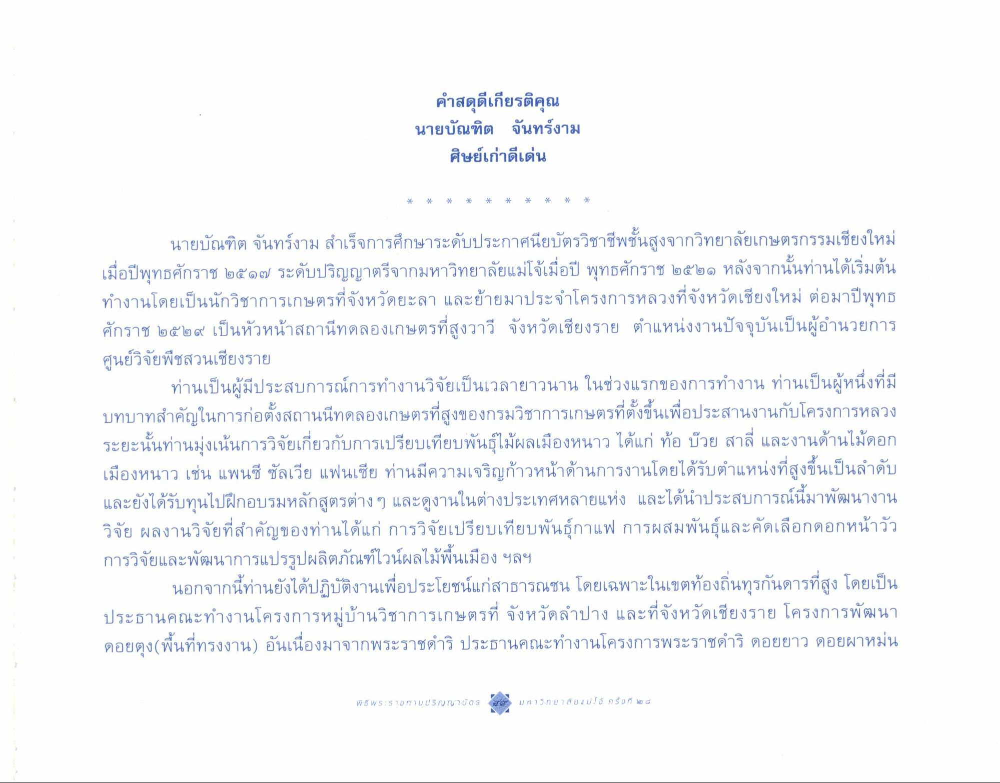 คำสดุดีเกียรติคุณ
นายบัณฑิต จันทร์งาม
ศิษย์เก่าดีเด่น
* * * * * * * * * *
นายบัณฑิต จันทร์งาม สำเร็จการศึกษาระดับประกาศนียบัตรวิชาชีพชั้นสูงจากวิทยาลัยเกษตรกรรมเชียงใหม่
เมื่อปีพุทธศักราช ๒๕๑๗ ระดับปริญญาตรีจากมหาวิทยาลัยแม่โจ้เมื่อปี พุทธศักราช ๒๕๒๑ หลังจากนั้นท่านได้เริ่มต้น
ทำงานโดยเป็นนักวิชาการเกษตรที่จังหวัดยะลา และย้ายมาประจำโครงการหลวงที่จังหวัดเชียงใหม่ ต่อมาปีพุทธ
ศักราช ๒๕๒๙ เป็นหัวหน้าสถานีทดลองเกษตรที่สูงวาวี จังหวัดเชียงราย ตำแหน่งงานปัจจุบันเป็นผู้อำนวยการ
ศูนย์วิจัยพืชสวนเชียงราย
ท่านเป็นผู้มีประสบการณ์การทำงานวิจัยเป็นเวลายาวนาน ในช่วงแรกของการทำงาน ท่านเป็นผู้หนึ่งที่มี
บทบาทสำคัญในการก่อตั้งสถานนีทดลองเกษตรที่สูงของกรมวิชาการเกษตรที่ตั้งขึ้นเพื่อประสานงานกับโครงการหลวง
ระยะนั้นท่านมุ่งเน้นการวิจัยเกี่ยวกับการเปรียบเทียบพันธุ์ไม้ผลเมืองหนาว ได้แก่ ท้อ บ๊วย สาลี่ และงานด้านไม้ดอก
เมืองหนาว เช่น แพนซี ซัลเวีย แฟนเซีย ท่านมีความเจริญก้าวหน้าด้านการงานโดยได้รับตำแหน่งที่สูงขึ้นเป็นลำดับ
และยังได้รับทุนไปฝึกอบรมหลักสูตรต่างๆ และดูงานในต่างประเทศหลายแห่ง และได้นำประสบการณ์นี้มาพัฒนางาน
วิจัย ผลงานวิจัยที่สำคัญของท่านได้แก่ การวิจัยเปรียบเทียบพันธุ์กาแฟ การผสมพันธุ์และคัดเลือกดอกหน้าวัว
การวิจัยและพัฒนาการแปรรูปผลิตภัณฑ์ไวน์ผลไม้พื้นเมือง ฯลฯ
นอกจากนี้ท่านยังได้ปฏิบัติงานเพื่อประโยชน์แก่สาธารณชน โดยเฉพาะในเขตท้องถิ่นทุรกันดารที่สูง โดยเป็น
ประธานคณะทำงานโครงการหมู่บ้านวิชาการเกษตรที่ จังหวัดลำปาง และที่จังหวัดเชียงราย โครงการพัฒนา
ดอยตุง(พื้นที่ทรงงาน) อันเนื่องมาจากพระราชดำริ ประธานคณะทำงานโครงการพระราชดำริ ดอยยาว ดอยผาหม่น
พิธีพระราชทานปริญญาบัตร ๔๙ มหาวิทยาลัยแม่โจ้ ครั้งที่ ๒๘